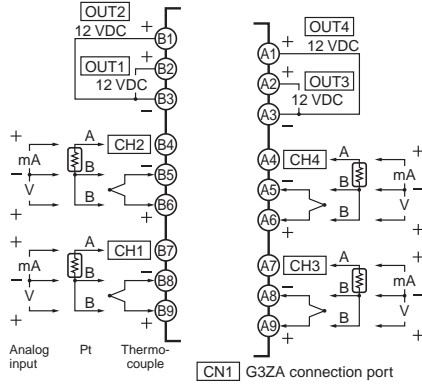 OUT2
12 VDC
+
B1
OUT1
+
B2
12 VDC
B3
−
CH2
B4
+
A
mA
−
B
−
B5
V
+
B
+
B6
CH1
B7
+
A
mA
−
B
−
B8
V
+
B
+
B9
Analog
input
Pt
Thermo-
couple
OUT4
+
12 VDC
A1
+
OUT3
A2
12 VDC
A3
−
A4
CH4
A
+
mA
A5
−
B
−
V
A6
+
B
+
A7
CH3
A
+
mA
A8
−
B
−
V
A9
+
B
+
CN1 G3ZA connection port